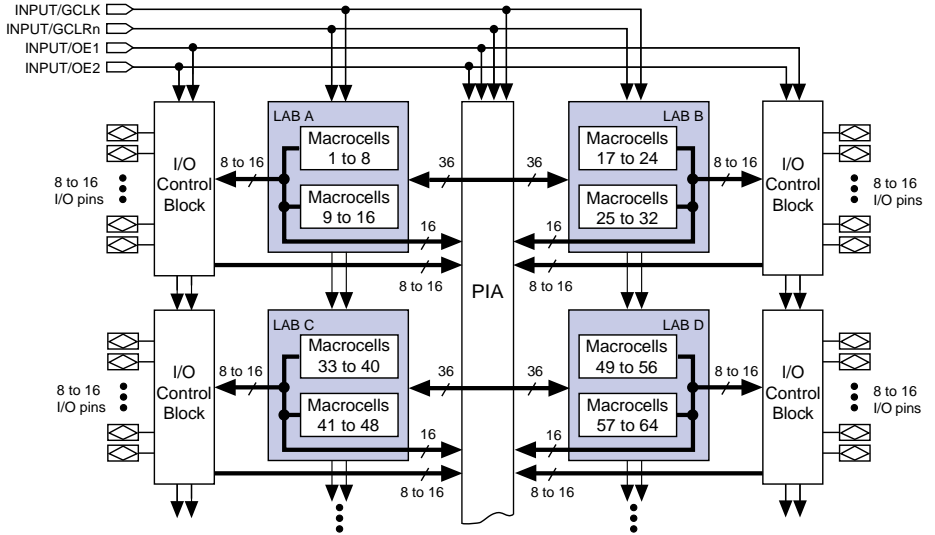 INPUT/GCLK
INPUT/GCLRn
INPUT/OE1
INPUT/OE2
LAB A
LAB B
Macrocells
1 to 8
Macrocells
17 to 24
8 to 16
36
36
8 to 16
I/O
Control
Block
I/O
Control
Block
8 to 16
I/O pins
8 to 16
I/O pins
Macrocells
9 to 16
Macrocells
25 to 32
16
16
8 to 16
8 to 16
PIA
LAB C
LAB D
Macrocells
33 to 40
Macrocells
49 to 56
8 to 16
36
36
8 to 16
I/O
Control
Block
I/O
Control
Block
8 to 16
I/O pins
8 to 16
I/O pins
Macrocells
41 to 48
Macrocells
57 to 64
16
16
8 to 16
8 to 16